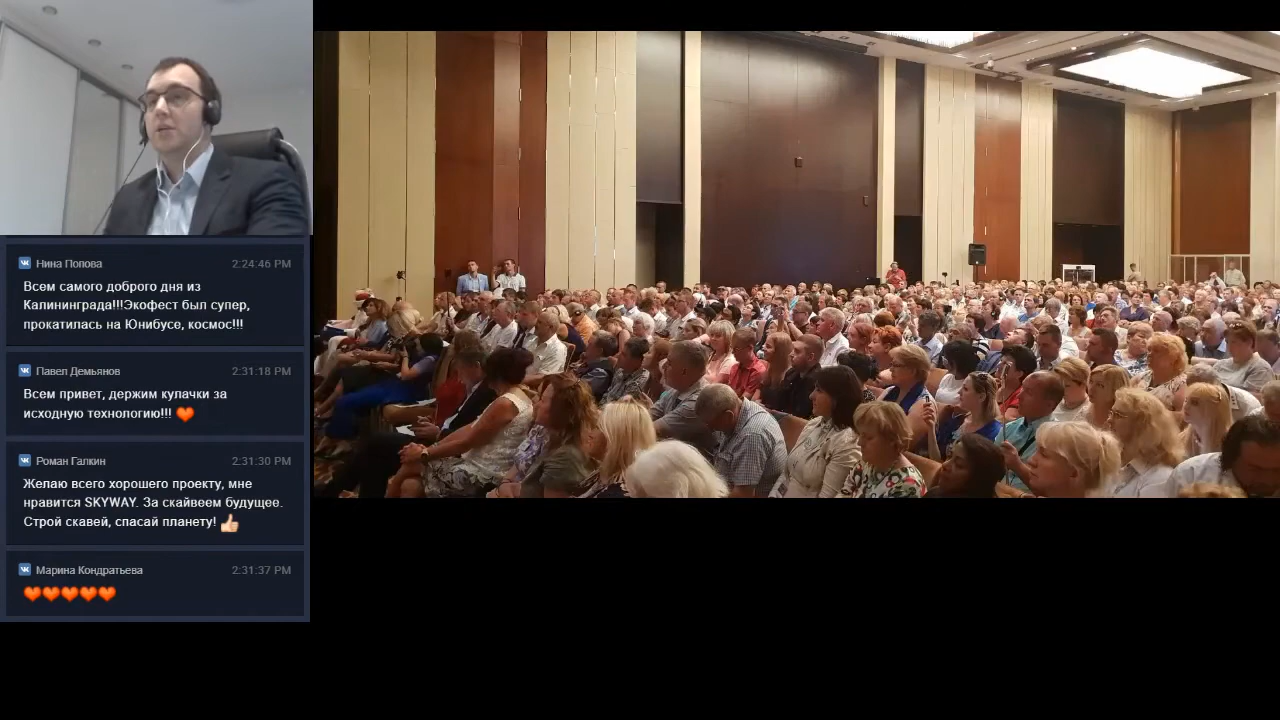 Нина Попова 2:24:46 PM
Всем самого доброго дня из
Калининграда!!!Экофест был супер,
прокатилась на Юнибусе, космос!!!
Павел Демьянов 2:31:18 PM
Всем привет, держим кулачки за
исходную технологию!!! ❤
Роман Галкин 2:31:30 PM
Желаю всего хорошего проекту, мне
нравится SKYWAY. За скайвеем будущее.
Строй скавей, спасай планету! 👍
Марина Кондратьева 2:31:37 PM
❤❤❤❤❤